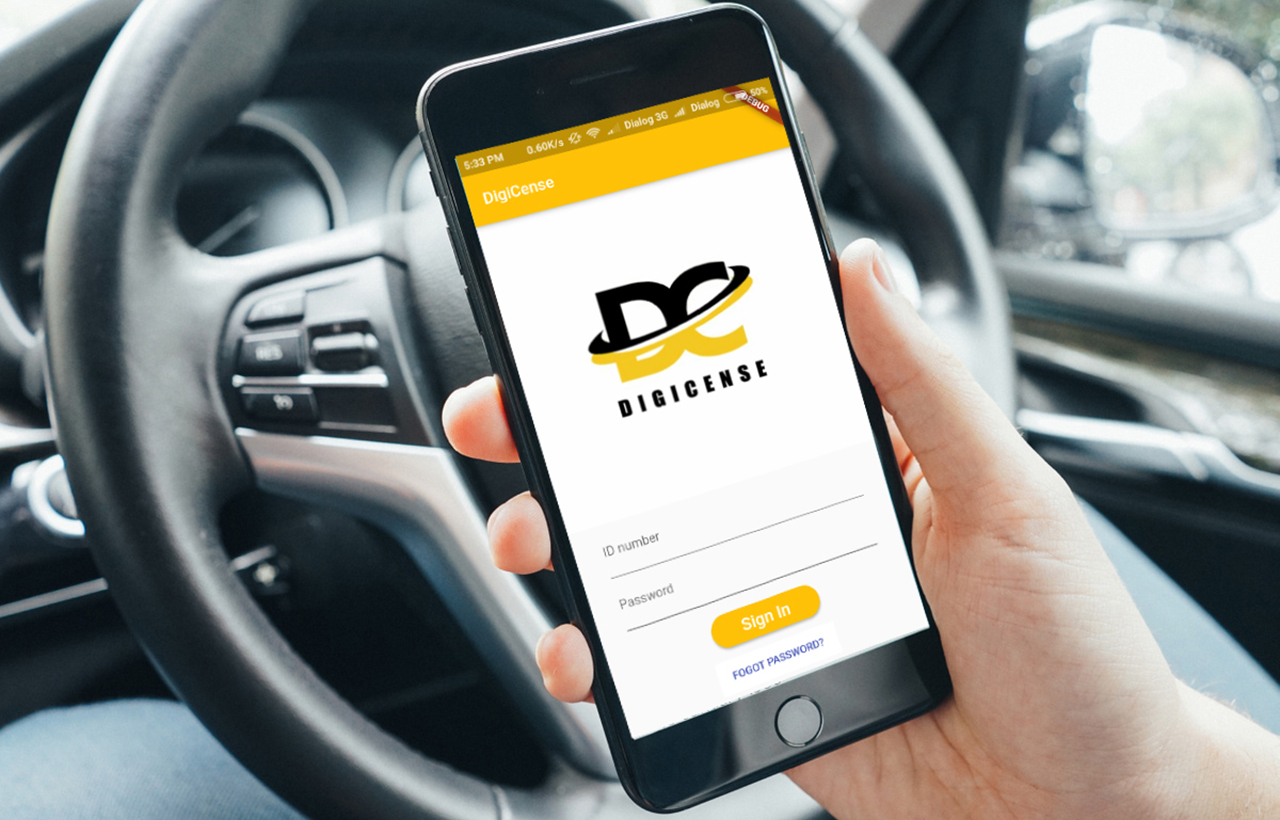 5:33 PM 0.60K/s Dialog 3G Dialog 50%
DEBUG
DigiCense
DC
DIGICENSE
ID number
Password
Sign In
FOGOT PASSWORD?
RES